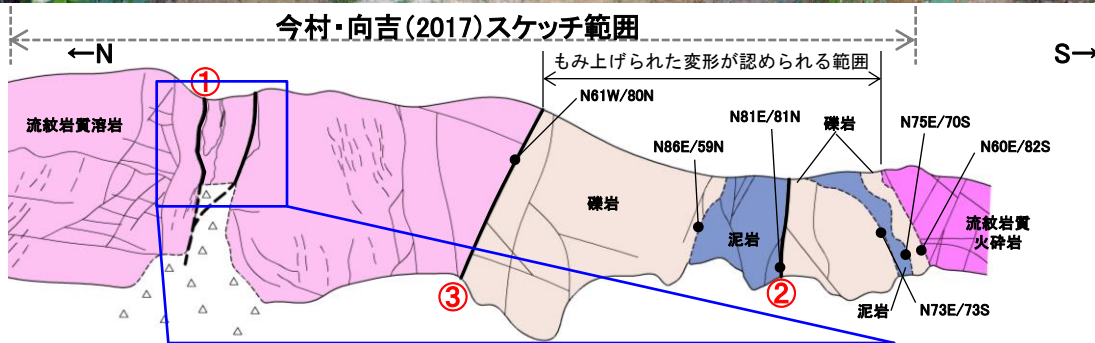 今村・向吉(2017)スケッチ範囲
←N
S→
もみ上げられた変形が認められる範囲
①
N61W/80N
流紋岩質溶岩
N81E/81N
礫岩
N75E/70S
N86E/59N
N60E/82S
礫岩
泥岩
流紋岩質
火砕岩
③
②
泥岩
N73E/73S